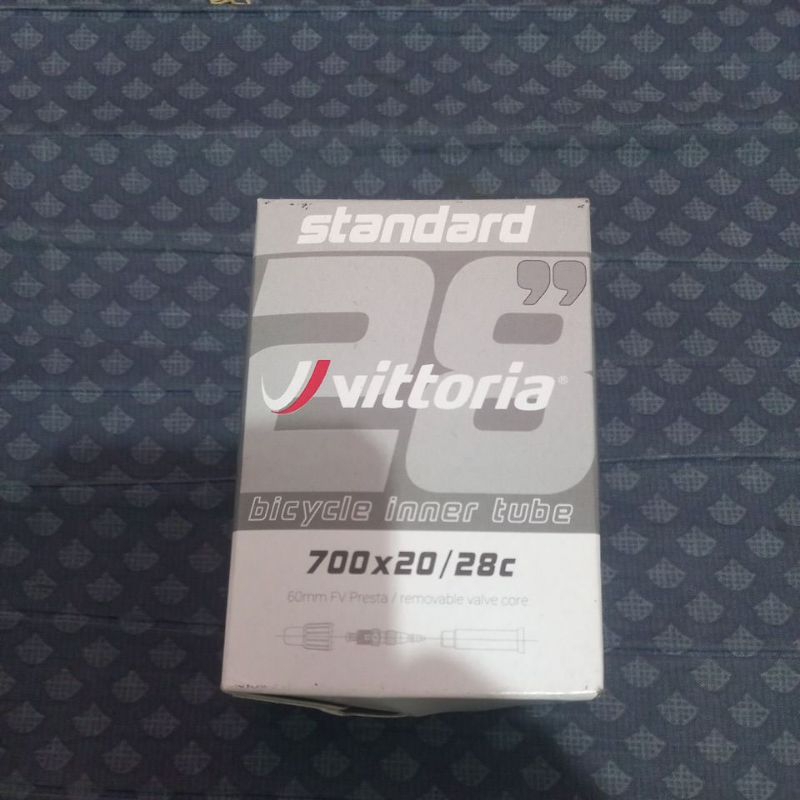 standard
28”
vittoria®
bicycle inner tube
700x20/28c
60mm FV Presta / removable valve core